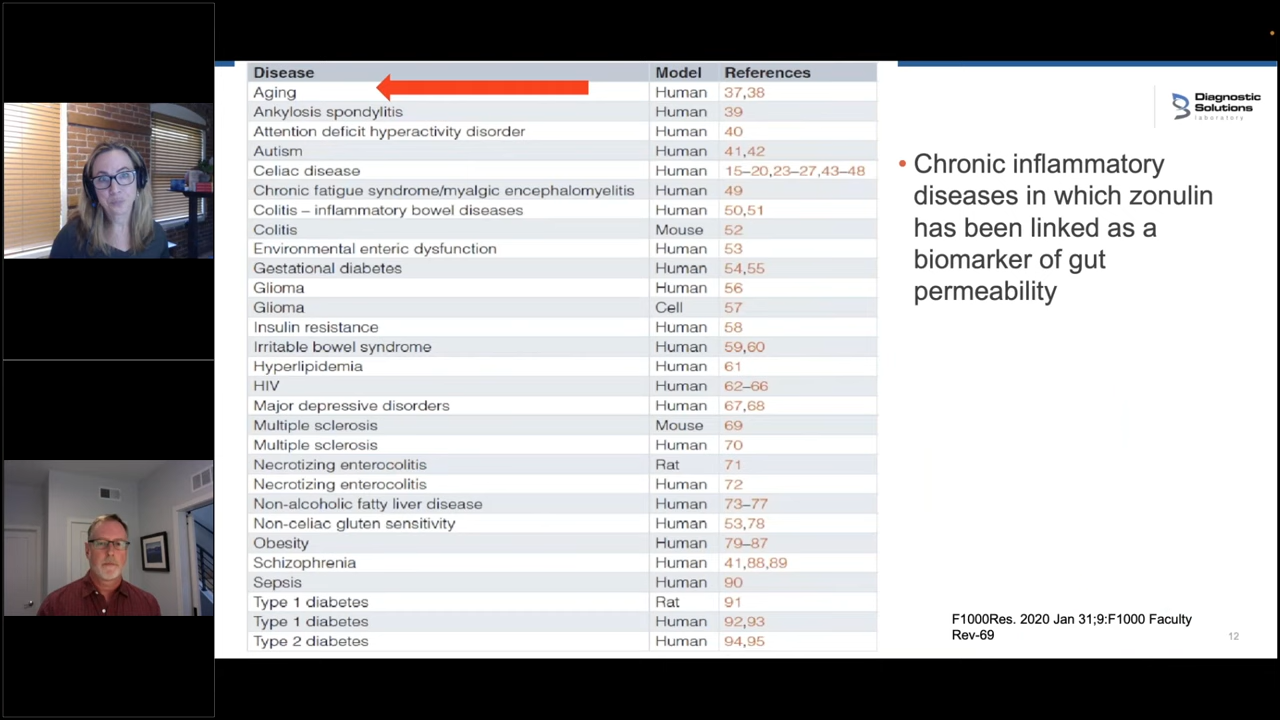 Disease Model References
Aging Human 37,38
Ankylosis spondylitis Human 39
Attention deficit hyperactivity disorder Human 40
Autism Human 41,42
Celiac disease Human 15–20,23–27,43–48
Chronic fatigue syndrome/myalgic encephalomyelitis Human 49
Colitis – inflammatory bowel diseases Human 50,51
Colitis Mouse 52
Environmental enteric dysfunction Human 53
Gestational diabetes Human 54,55
Glioma Human 56
Glioma Cell 57
Insulin resistance Human 58
Irritable bowel syndrome Human 59,60
Hyperlipidemia Human 61
HIV Human 62–66
Major depressive disorders Human 67,68
Multiple sclerosis Mouse 69
Multiple sclerosis Human 70
Necrotizing enterocolitis Rat 71
Necrotizing enterocolitis Human 72
Non-alcoholic fatty liver disease Human 73–77
Non-celiac gluten sensitivity Human 53,78
Obesity Human 79–87
Schizophrenia Human 41,88,89
Sepsis Human 90
Type 1 diabetes Rat 91
Type 1 diabetes Human 92,93
Type 2 diabetes Human 94,95
Diagnostic
Solutions
laboratory
• Chronic inflammatory
diseases in which zonulin
has been linked as a
biomarker of gut
permeability
F1000Res. 2020 Jan 31;9:F1000 Faculty
Rev-69
12